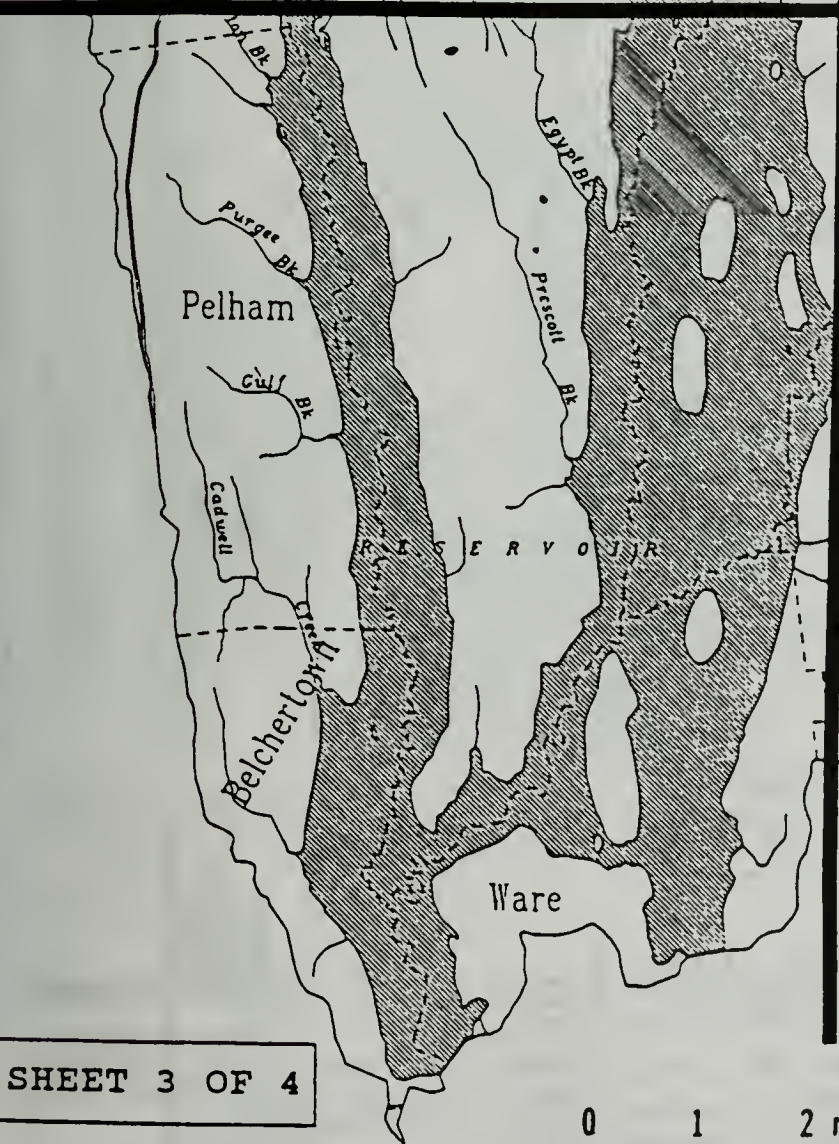 Bk
Egypt Bk
Purgee Bk
Pelham
Prescott Bk
Gulf Bk
Cadwell Creek
RESERVOIR
Belchertown
Ware
SHEET 3 OF 4
0 1 2